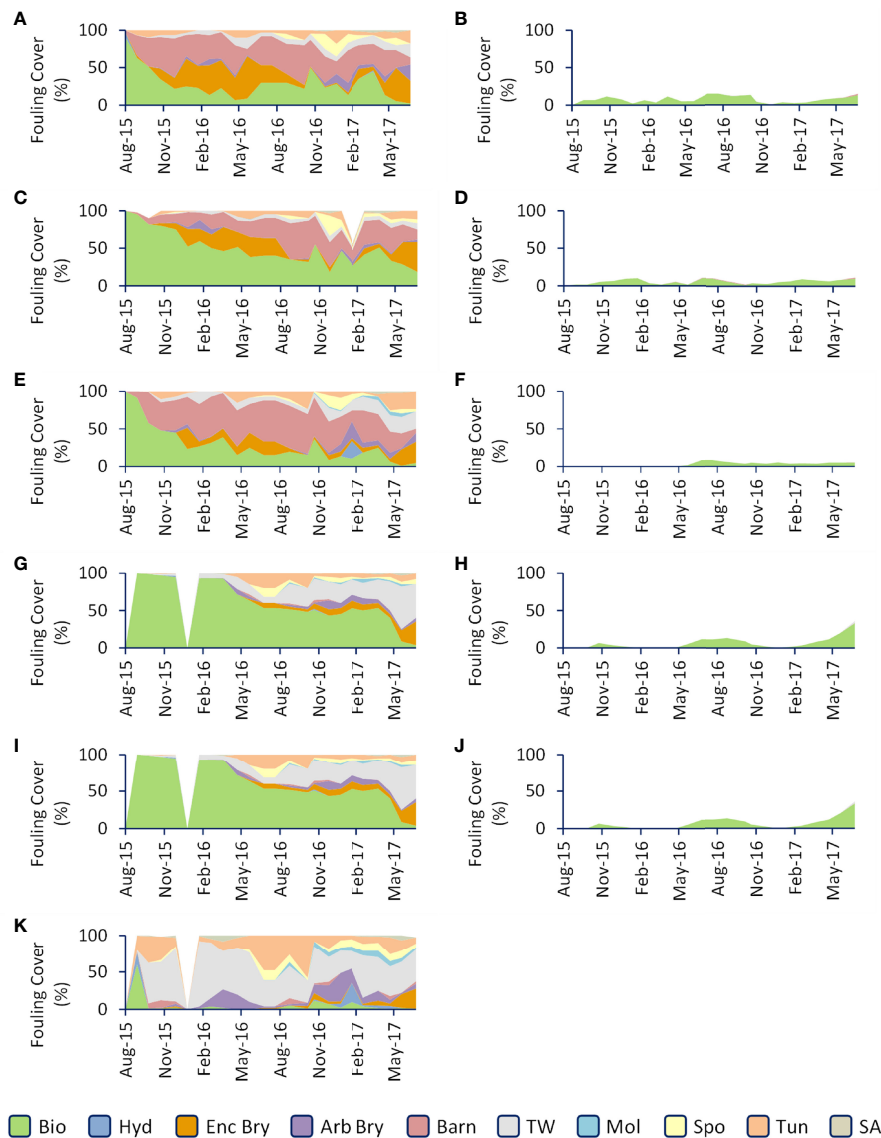 A
B
Fouling Cover (%)
100
50
0
Aug-15 Nov-15 Feb-16 May-16 Aug-16 Nov-16 Feb-17 May-17
Fouling Cover (%)
100
50
0
Aug-15 Nov-15 Feb-16 May-16 Aug-16 Nov-16 Feb-17 May-17
C
D
Fouling Cover (%)
100
50
0
Aug-15 Nov-15 Feb-16 May-16 Aug-16 Nov-16 Feb-17 May-17
Fouling Cover (%)
100
50
0
Aug-15 Nov-15 Feb-16 May-16 Aug-16 Nov-16 Feb-17 May-17
E
F
Fouling Cover (%)
100
50
0
Aug-15 Nov-15 Feb-16 May-16 Aug-16 Nov-16 Feb-17 May-17
Fouling Cover (%)
100
50
0
Aug-15 Nov-15 Feb-16 May-16 Aug-16 Nov-16 Feb-17 May-17
G
H
Fouling Cover (%)
100
50
0
Aug-15 Nov-15 Feb-16 May-16 Aug-16 Nov-16 Feb-17 May-17
Fouling Cover (%)
100
50
0
Aug-15 Nov-15 Feb-16 May-16 Aug-16 Nov-16 Feb-17 May-17
I
J
Fouling Cover (%)
100
50
0
Aug-15 Nov-15 Feb-16 May-16 Aug-16 Nov-16 Feb-17 May-17
Fouling Cover (%)
100
50
0
Aug-15 Nov-15 Feb-16 May-16 Aug-16 Nov-16 Feb-17 May-17
K
Fouling Cover (%)
100
50
0
Aug-15 Nov-15 Feb-16 May-16 Aug-16 Nov-16 Feb-17 May-17
Bio Hyd Enc Bry Arb Bry Barn TW Mol Spo Tun SA